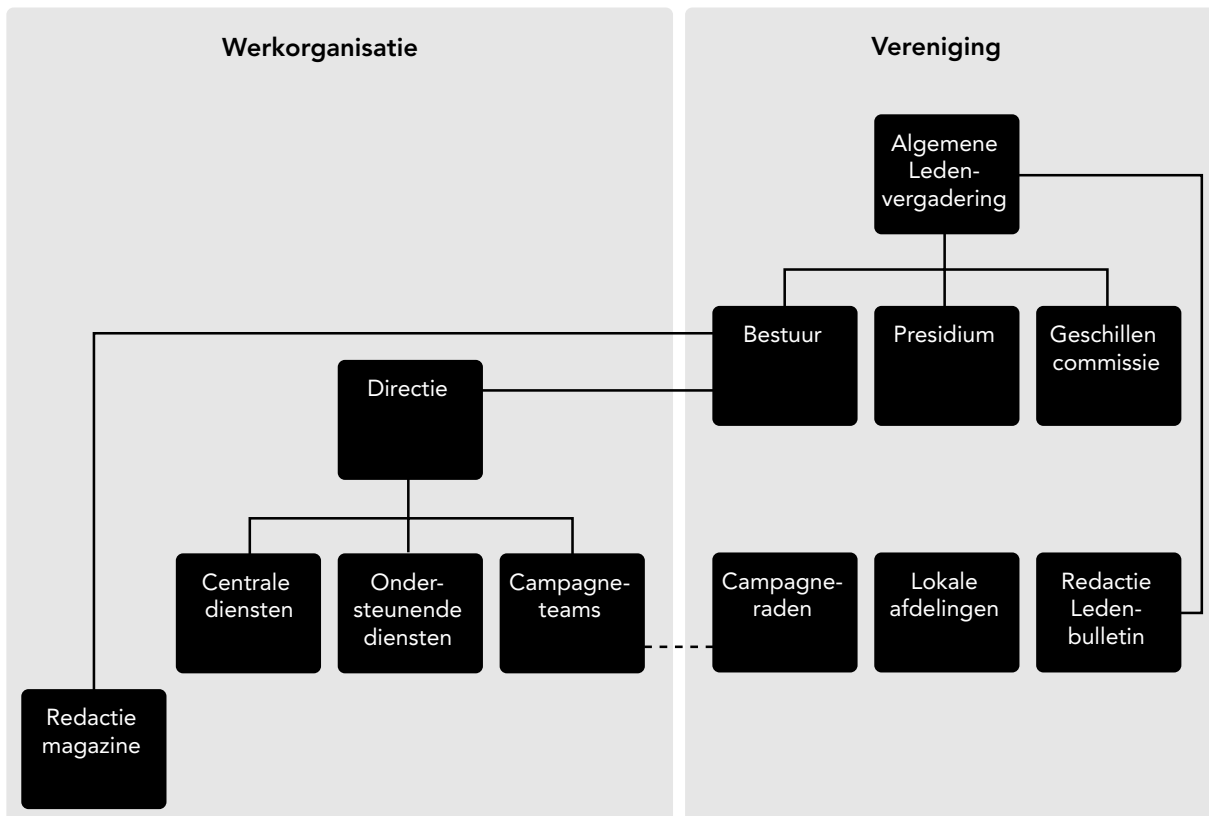 Werkorganisatie
Vereniging
Algemene
Leden-
vergadering
Bestuur
Presidium
Geschillen
commissie
Directie
Centrale
diensten
Onder-
steunende
diensten
Campagne-
teams
Campagne-
raden
Lokale
afdelingen
Redactie
Leden-
bulletin
Redactie
magazine